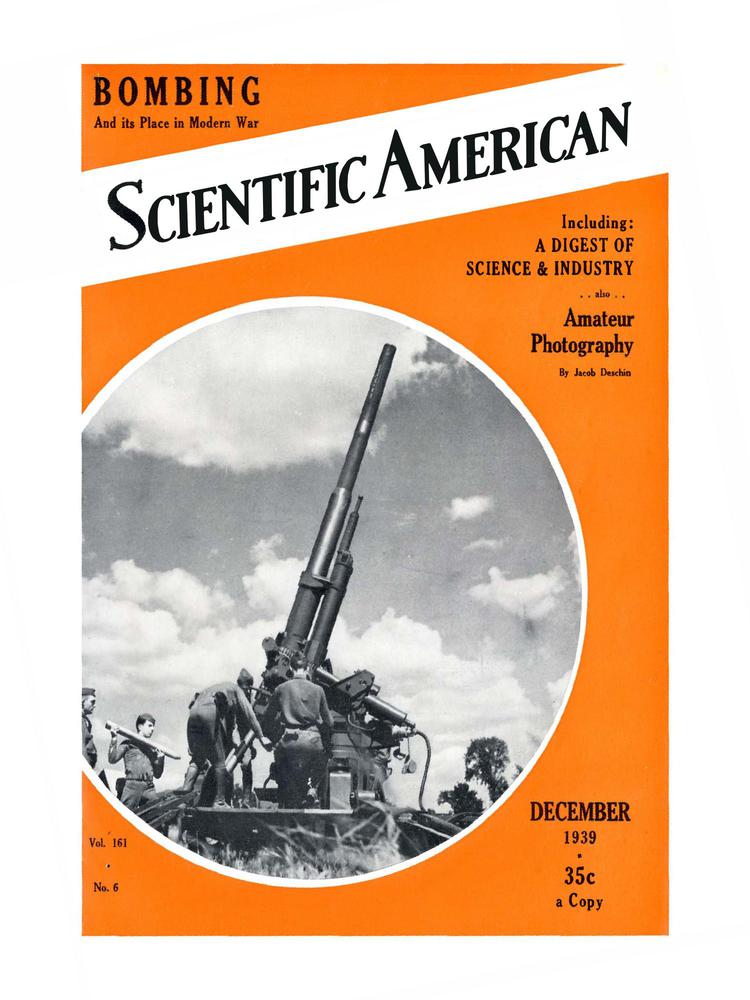 BOMBING
And its Place in Modern War
SCIENTIFIC AMERICAN
Including:
A DIGEST OF
SCIENCE & INDUSTRY
. . also . .
Amateur
Photography
By Jacob Deschin
Vol. 161
No. 6
DECEMBER
1939
35c
a Copy